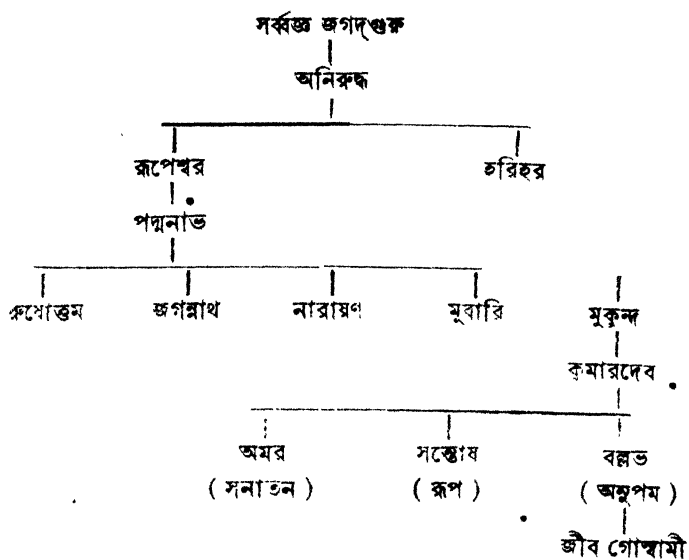 সর্ব্বজ্ঞ জগদ্গুরু
অনিরুদ্ধ
রূপেশ্বর হরিহর
পদ্মনাভ
রুষোত্তম জগন্নাথ নারায়ণ মুবারি মুকুন্দ
কুমারদেব
অমর সন্তোষ বল্লভ
( সনাতন ) ( রূপ ) ( অনুপম )
জীব গোস্বামী